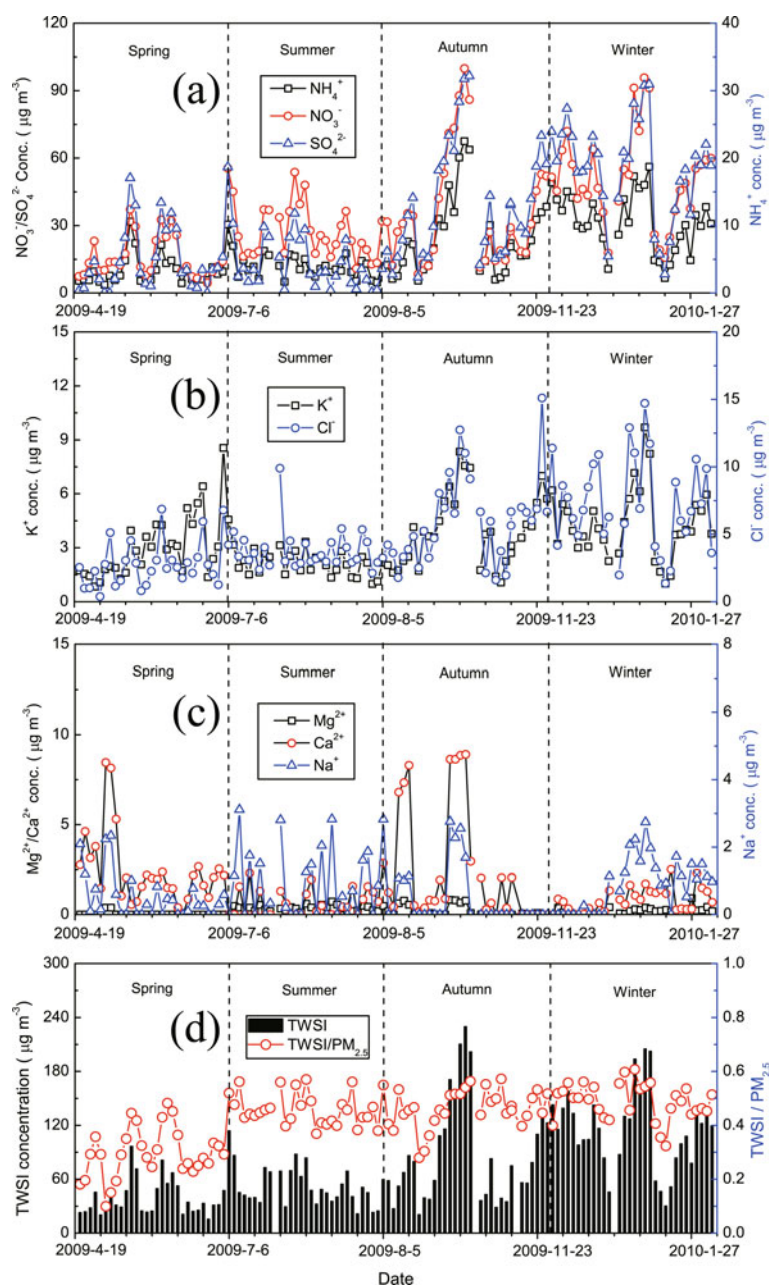 (a)
Spring Summer Autumn Winter
NH₄⁺
NO₃⁻
SO₄²⁻
NO₃⁻/SO₄²⁻ Conc. ( μg m⁻³)
NH₄⁺ conc. ( μg m⁻³)
120
90
60
30
0
40
30
20
10
0
2009-4-19 2009-7-6 2009-8-5 2009-11-23 2010-1-27
(b)
Spring Summer Autumn Winter
K⁺
Cl⁻
K⁺ conc. ( μg m⁻³)
Cl⁻ conc. ( μg m⁻³)
15
12
9
6
3
0
20
15
10
5
0
2009-4-19 2009-7-6 2009-8-5 2009-11-23 2010-1-27
(c)
Spring Summer Autumn Winter
Mg²⁺
Ca²⁺
Na⁺
Mg²⁺/Ca²⁺ conc. ( μg m⁻³)
Na⁺ conc. ( μg m⁻³)
15
10
5
0
8
6
4
2
0
2009-4-19 2009-7-6 2009-8-5 2009-11-23 2010-1-27
(d)
Spring Summer Autumn Winter
TWSI
TWSI/PM₂.₅
TWSI concentration ( μg m⁻³)
TWSI / PM₂.₅
300
240
180
120
60
0
1.0
0.8
0.6
0.4
0.2
0.0
2009-4-19 2009-7-6 2009-8-5 2009-11-23 2010-1-27
Date